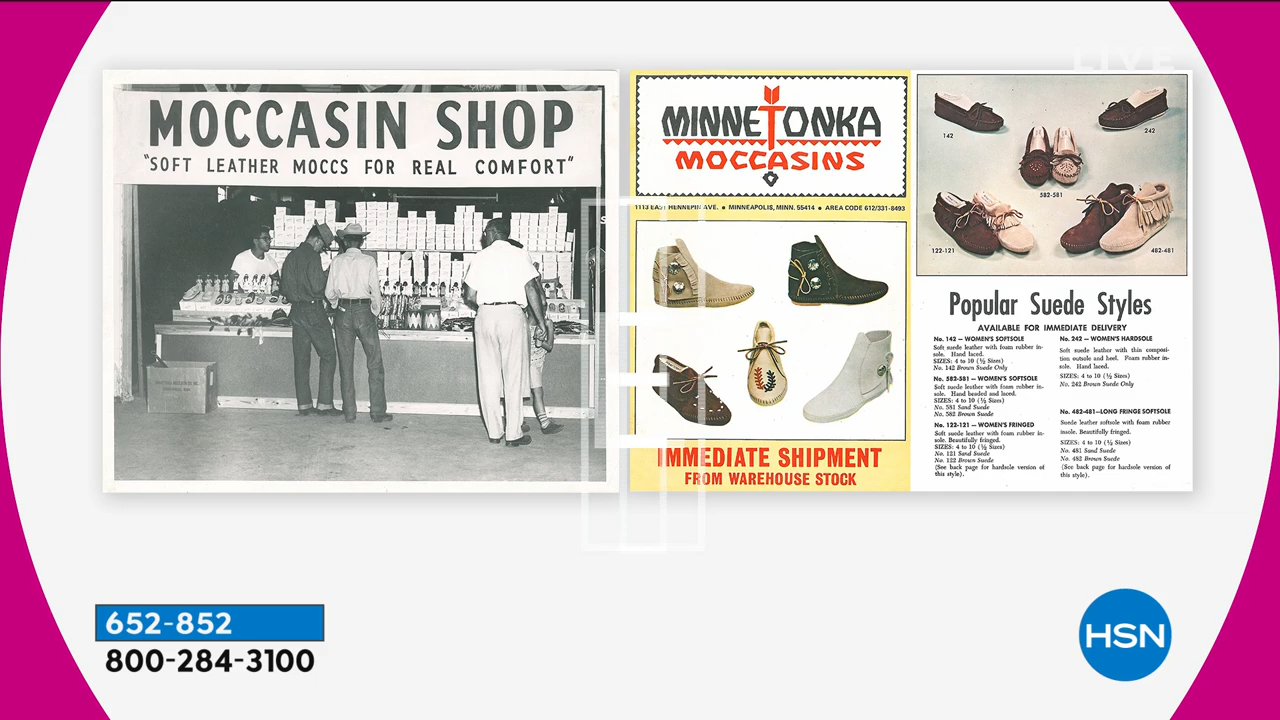 LIVE
MOCCASIN SHOP
"SOFT LEATHER MOCCS FOR REAL COMFORT"
MINNETONKA
MOCCASINS
1113 EAST HENNEPIN AVE. • MINNEAPOLIS, MINN. 55414 • AREA CODE 612/331-8493
IMMEDIATE SHIPMENT
FROM WAREHOUSE STOCK
142
242
582-581
122-121
482-481
Popular Suede Styles
AVAILABLE FOR IMMEDIATE DELIVERY
No. 142 — WOMEN'S SOFTSOLE
Soft suede leather with foam rubber in-
sole. Hand laced.
SIZES: 4 to 10 (½ Sizes)
No. 142 Brown Suede Only
No. 582-581 — WOMEN'S SOFTSOLE
Soft suede leather with foam rubber in-
sole. Hand beaded and laced.
SIZES: 4 to 10 (½ Sizes)
No. 581 Sand Suede
No. 582 Brown Suede
No. 122-121 — WOMEN'S FRINGED
Soft suede leather with foam rubber in-
sole. Beautifully fringed.
SIZES: 4 to 10 (½ Sizes)
No. 121 Sand Suede
No. 122 Brown Suede
(See back page for hardsole version of
this style).
No. 242 — WOMEN'S HARDSOLE
Soft suede leather with thin composi-
tion outsole and heel. Foam rubber in-
sole. Hand laced.
SIZES: 4 to 10 (½ Sizes)
No. 242 Brown Suede Only
No. 482-481—LONG FRINGE SOFTSOLE
Suede leather softsole with foam rubber
insole. Beautifully fringed.
SIZES: 4 to 10 (½ Sizes)
No. 481 Sand Suede
No. 482 Brown Suede
(See back page for hardsole version of
this style).
652-852
800-284-3100
HSN